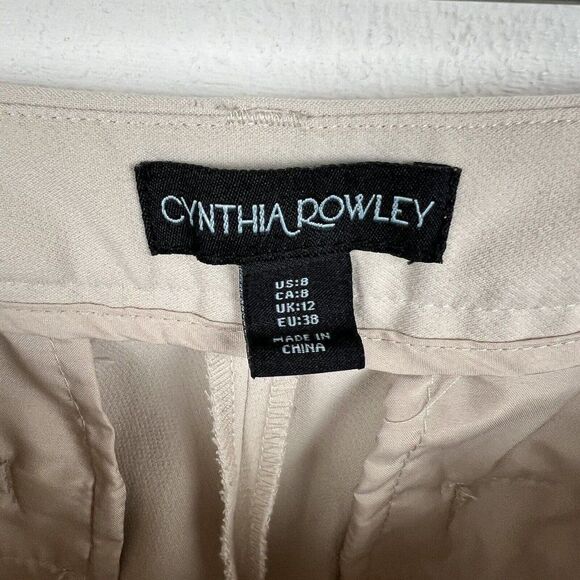 CYNTHIA ROWLEY
US:8
CA:8
UK:12
EU:38
MADE IN
CHINA